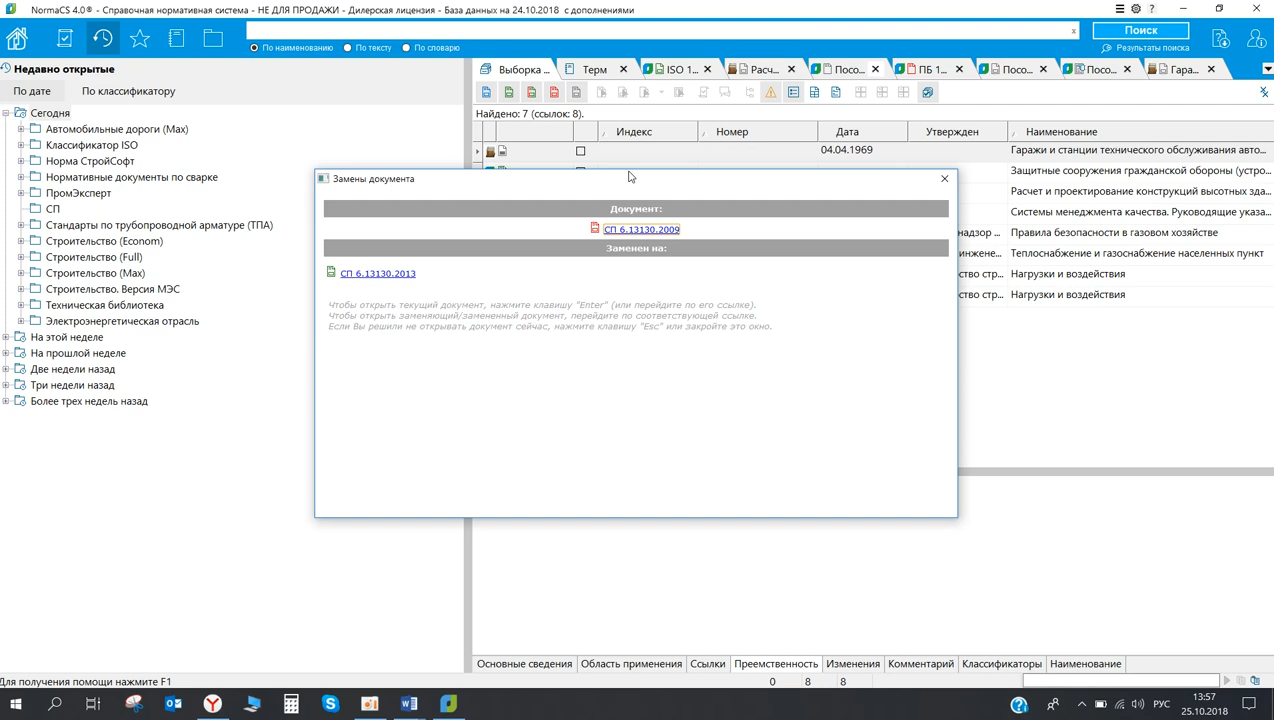 NormaCS 4.0® - Справочная нормативная система - НЕ ДЛЯ ПРОДАЖИ - Дилерская лицензия - База данных на 24.10.2018 с дополнениями
?
x
Поиск
По наименованию По тексту По словарю
Результаты поиска
Недавно открытые
Выборка ...
Терм
ISO 1...
Расч...
Посо...
ПБ 1...
Посо...
Посо...
Гара...
По дате
По классификатору
Найдено: 7 (ссылок: 8).
Индекс
Номер
Дата
Утвержден
Наименование
Сегодня
Автомобильные дороги (Max)
Классификатор ISO
Норма СтройСофт
Нормативные документы по сварке
ПромЭксперт
СП
Стандарты по трубопроводной арматуре (ТПА)
Строительство (Econom)
Строительство (Full)
Строительство (Max)
Строительство. Версия МЭС
Техническая библиотека
Электроэнергетическая отрасль
На этой неделе
На прошлой неделе
Две недели назад
Три недели назад
Более трех недель назад
04.04.1969
Гаражи и станции технического обслуживания авто...
Защитные сооружения гражданской обороны (устро...
Расчет и проектирование конструкций высотных зда...
Системы менеджмента качества. Руководящие указа...
надзор ...
Правила безопасности в газовом хозяйстве
инжене...
Теплоснабжение и газоснабжение населенных пункт
ство стр...
Нагрузки и воздействия
ство стр...
Нагрузки и воздействия
Замены документа
Документ:
СП 6.13130.2009
Заменен на:
СП 6.13130.2013
Чтобы открыть текущий документ, нажмите клавишу "Enter" (или перейдите по его ссылке).
Чтобы открыть заменяющий/замененный документ, перейдите по соответствующей ссылке.
Если Вы решили не открывать документ сейчас, нажмите клавишу "Esc" или закройте это окно.
Основные сведения
Область применения
Ссылки
Преемственность
Изменения
Комментарий
Классификаторы
Наименование
Для получения помощи нажмите F1
0 8 8
РУС
13:57
25.10.2018